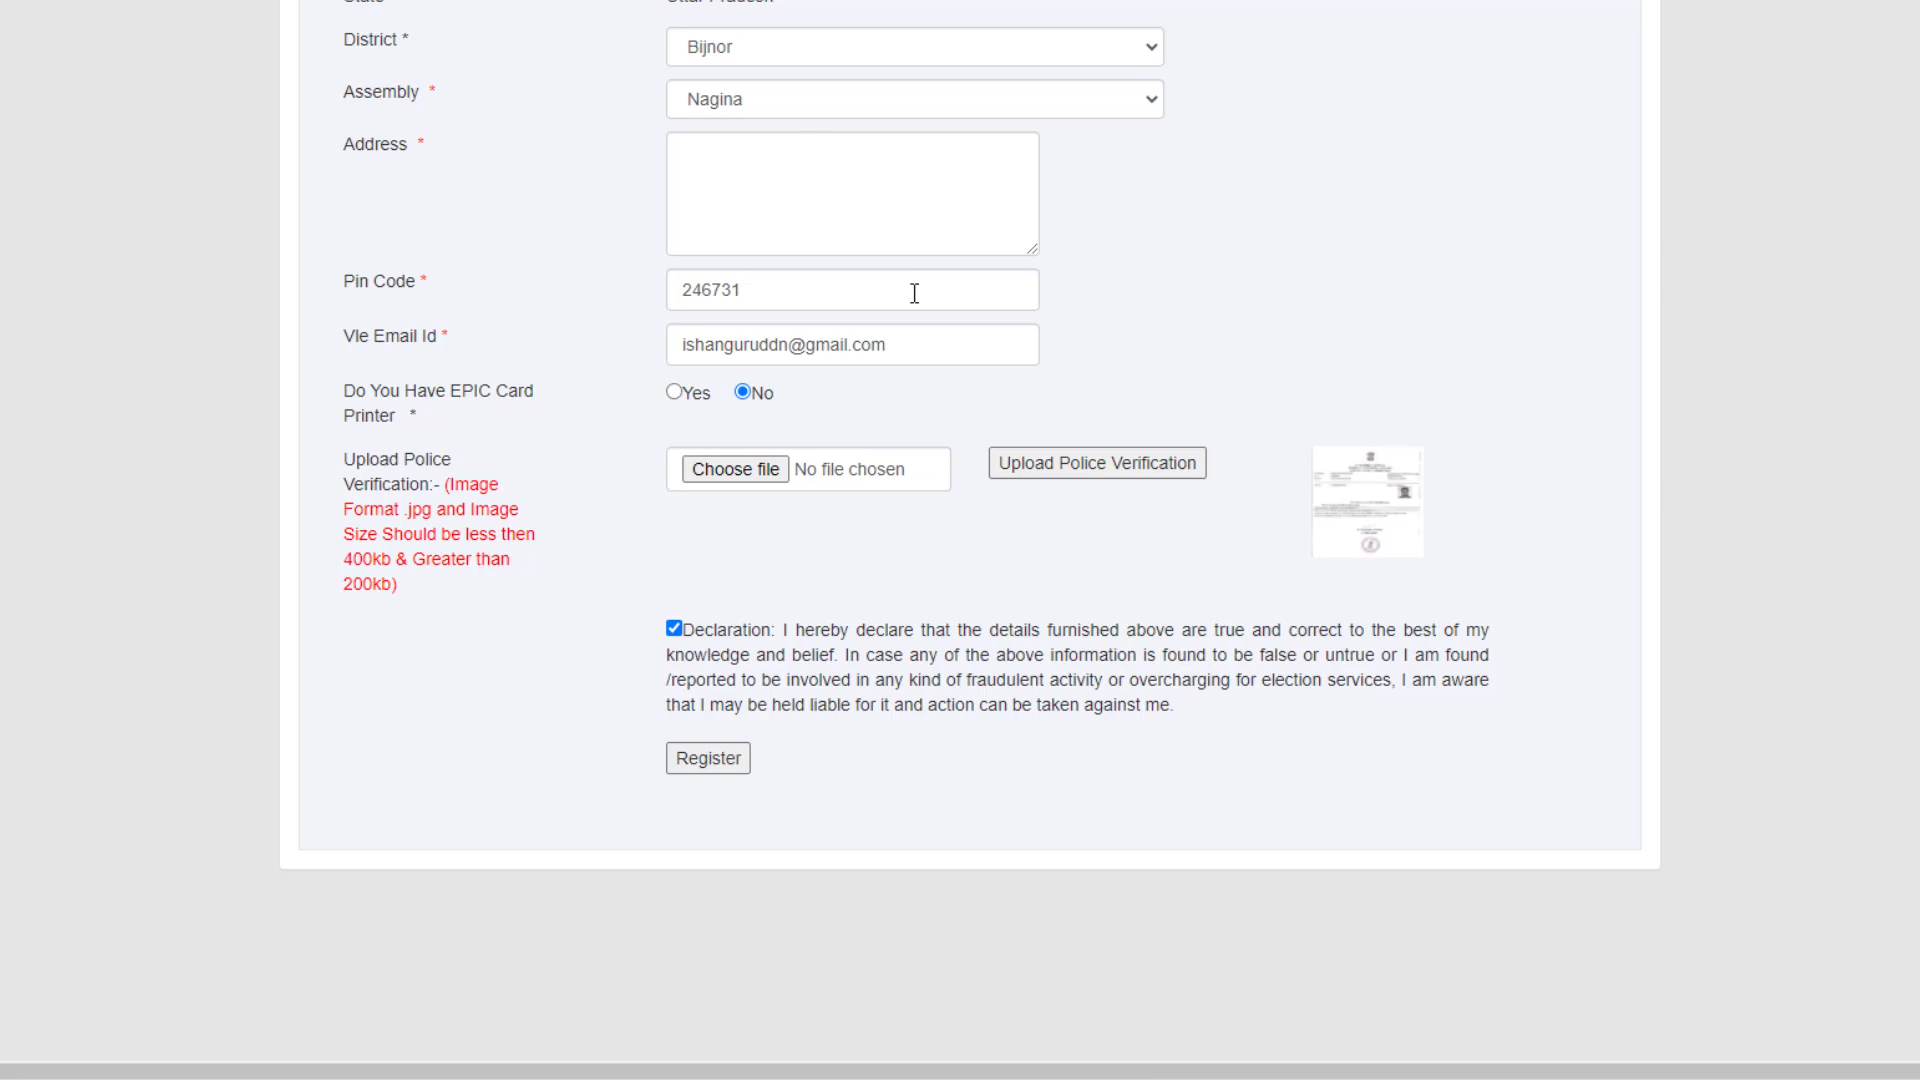 District *
Bijnor
Assembly *
Nagina
Address *
Pin Code *
246731
Vle Email Id *
ishanguruddn@gmail.com
Do You Have EPIC Card
Printer *
Yes No
Upload Police
Verification:- (Image
Format .jpg and Image
Size Should be less then
400kb & Greater than
200kb)
Choose file No file chosen
Upload Police Verification
Declaration: I hereby declare that the details furnished above are true and correct to the best of my
knowledge and belief. In case any of the above information is found to be false or untrue or I am found
/reported to be involved in any kind of fraudulent activity or overcharging for election services, I am aware
that I may be held liable for it and action can be taken against me.
Register